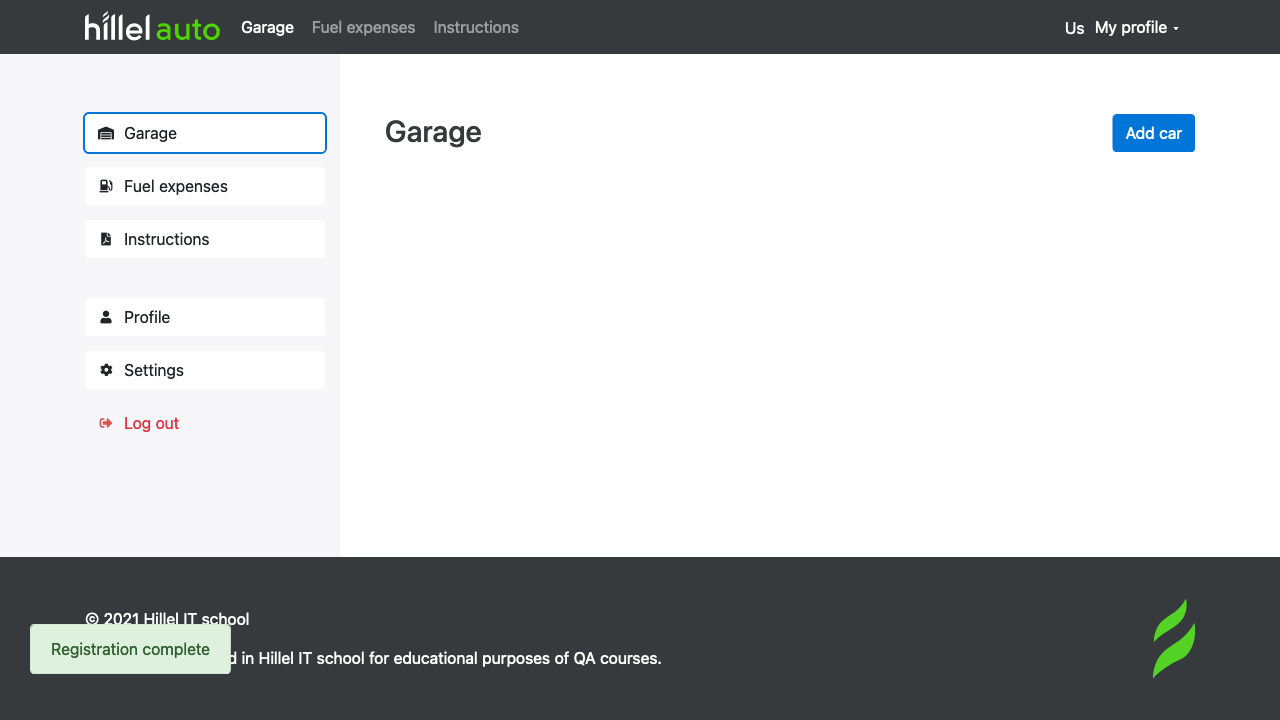 hillel auto
Garage
Fuel expenses
Instructions
Us
My profile
Garage
Fuel expenses
Instructions
Profile
Settings
Log out
Garage
Add car
© 2021 Hillel IT school
Registration complete
d in Hillel IT school for educational purposes of QA courses.